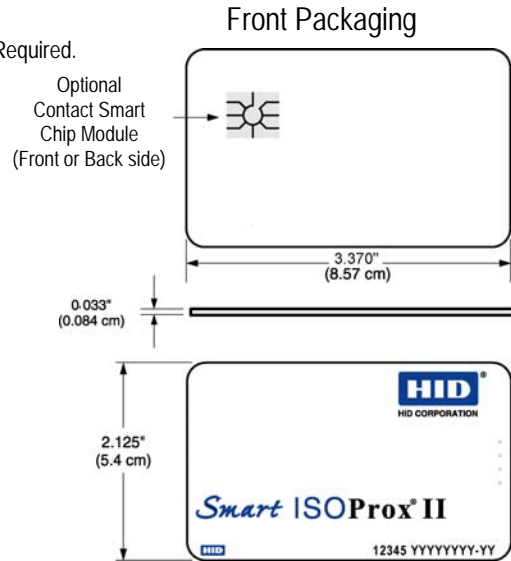 Front Packaging
Required.
Optional
Contact Smart
Chip Module
(Front or Back side)
3.370"
(8.57 cm)
0.033"
(0.084 cm)
2.125"
(5.4 cm)
HID®
HID CORPORATION
Smart ISOProx® II
HID
12345 YYYYYYYY-YY